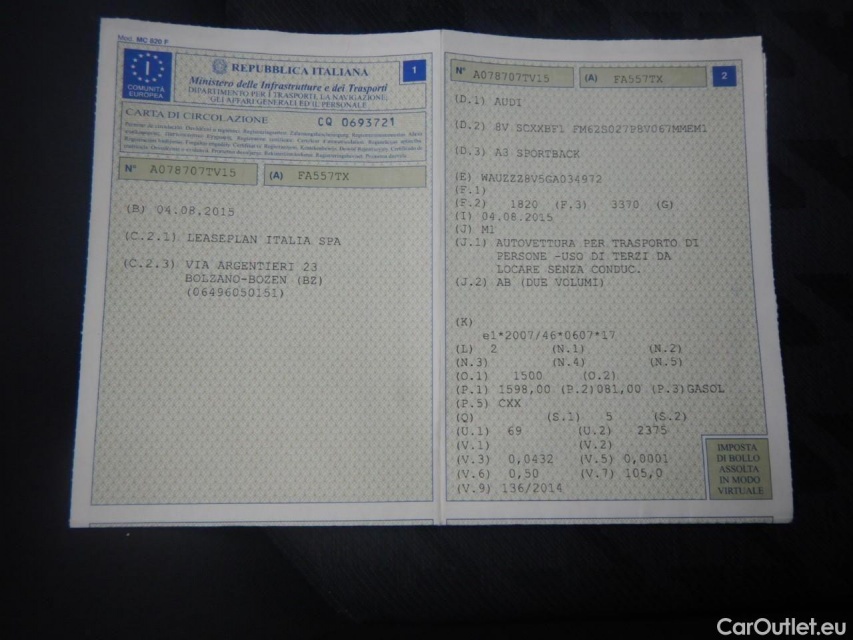 Mod. MC 820 F
I
COMUNITÀ
EUROPEA
REPUBBLICA ITALIANA
1
Ministero delle Infrastrutture e dei Trasporti
DIPARTIMENTO PER I TRASPORTI, LA NAVIGAZIONE,
GLI AFFARI GENERALI ED IL PERSONALE
CARTA DI CIRCOLAZIONE
CQ 0693721
N° A078707TV15
(A) FA557TX
(B) 04.08.2015
(C.2.1) LEASEPLAN ITALIA SPA
(C.2.3) VIA ARGENTIERI 23
BOLZANO-BOZEN (BZ)
(06496050151)
N° A078707TV15
(A) FA557TX
2
(D.1) AUDI
(D.2) 8V SCXXBF1 FM62S027P8V067MMEM1
(D.3) A3 SPORTBACK
(E) WAUZZZ8V5GA034972
(F.1)
(F.2) 1820 (F.3) 3370 (G)
(I) 04.08.2015
(J) M1
(J.1) AUTOVETTURA PER TRASPORTO DI
PERSONE -USO DI TERZI DA
LOCARE SENZA CONDUC.
(J.2) AB (DUE VOLUMI)
(K)
e1*2007/46*0607*17
(L) 2 (N.1) (N.2)
(N.3) (N.4) (N.5)
(O.1) 1500 (O.2)
(P.1) 1598,00 (P.2)081,00 (P.3)GASOL
(P.5) CXX
(Q) (S.1) 5 (S.2)
(U.1) 69 (U.2) 2375
(V.1) (V.2)
(V.3) 0,0432 (V.5) 0,0001
(V.6) 0,50 (V.7) 105,0
(V.9) 136/2014
IMPOSTA
DI BOLLO
ASSOLTA
IN MODO
VIRTUALE
CarOutlet.eu